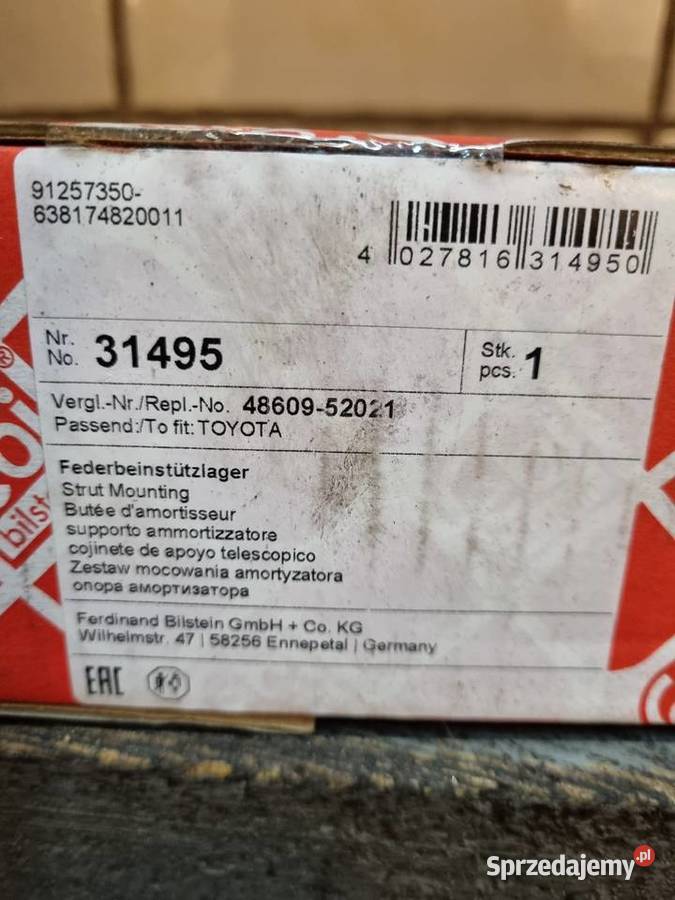 91257350-
638174820011
4 027816 314950
Nr.
No. 31495
Stk.
pcs. 1
Vergl.-Nr./Repl.-No. 48609-52021
Passend:/To fit: TOYOTA
Federbeinstützlager
Strut Mounting
Butée d'amortisseur
supporto ammortizzatore
cojinete de apoyo telescopico
Zestaw mocowania amortyzatora
опора амортизатора
Ferdinand Bilstein GmbH + Co. KG
Wilhelmstr. 47 | 58256 Ennepetal | Germany
EAC
bilst
Sprzedajemy.pl